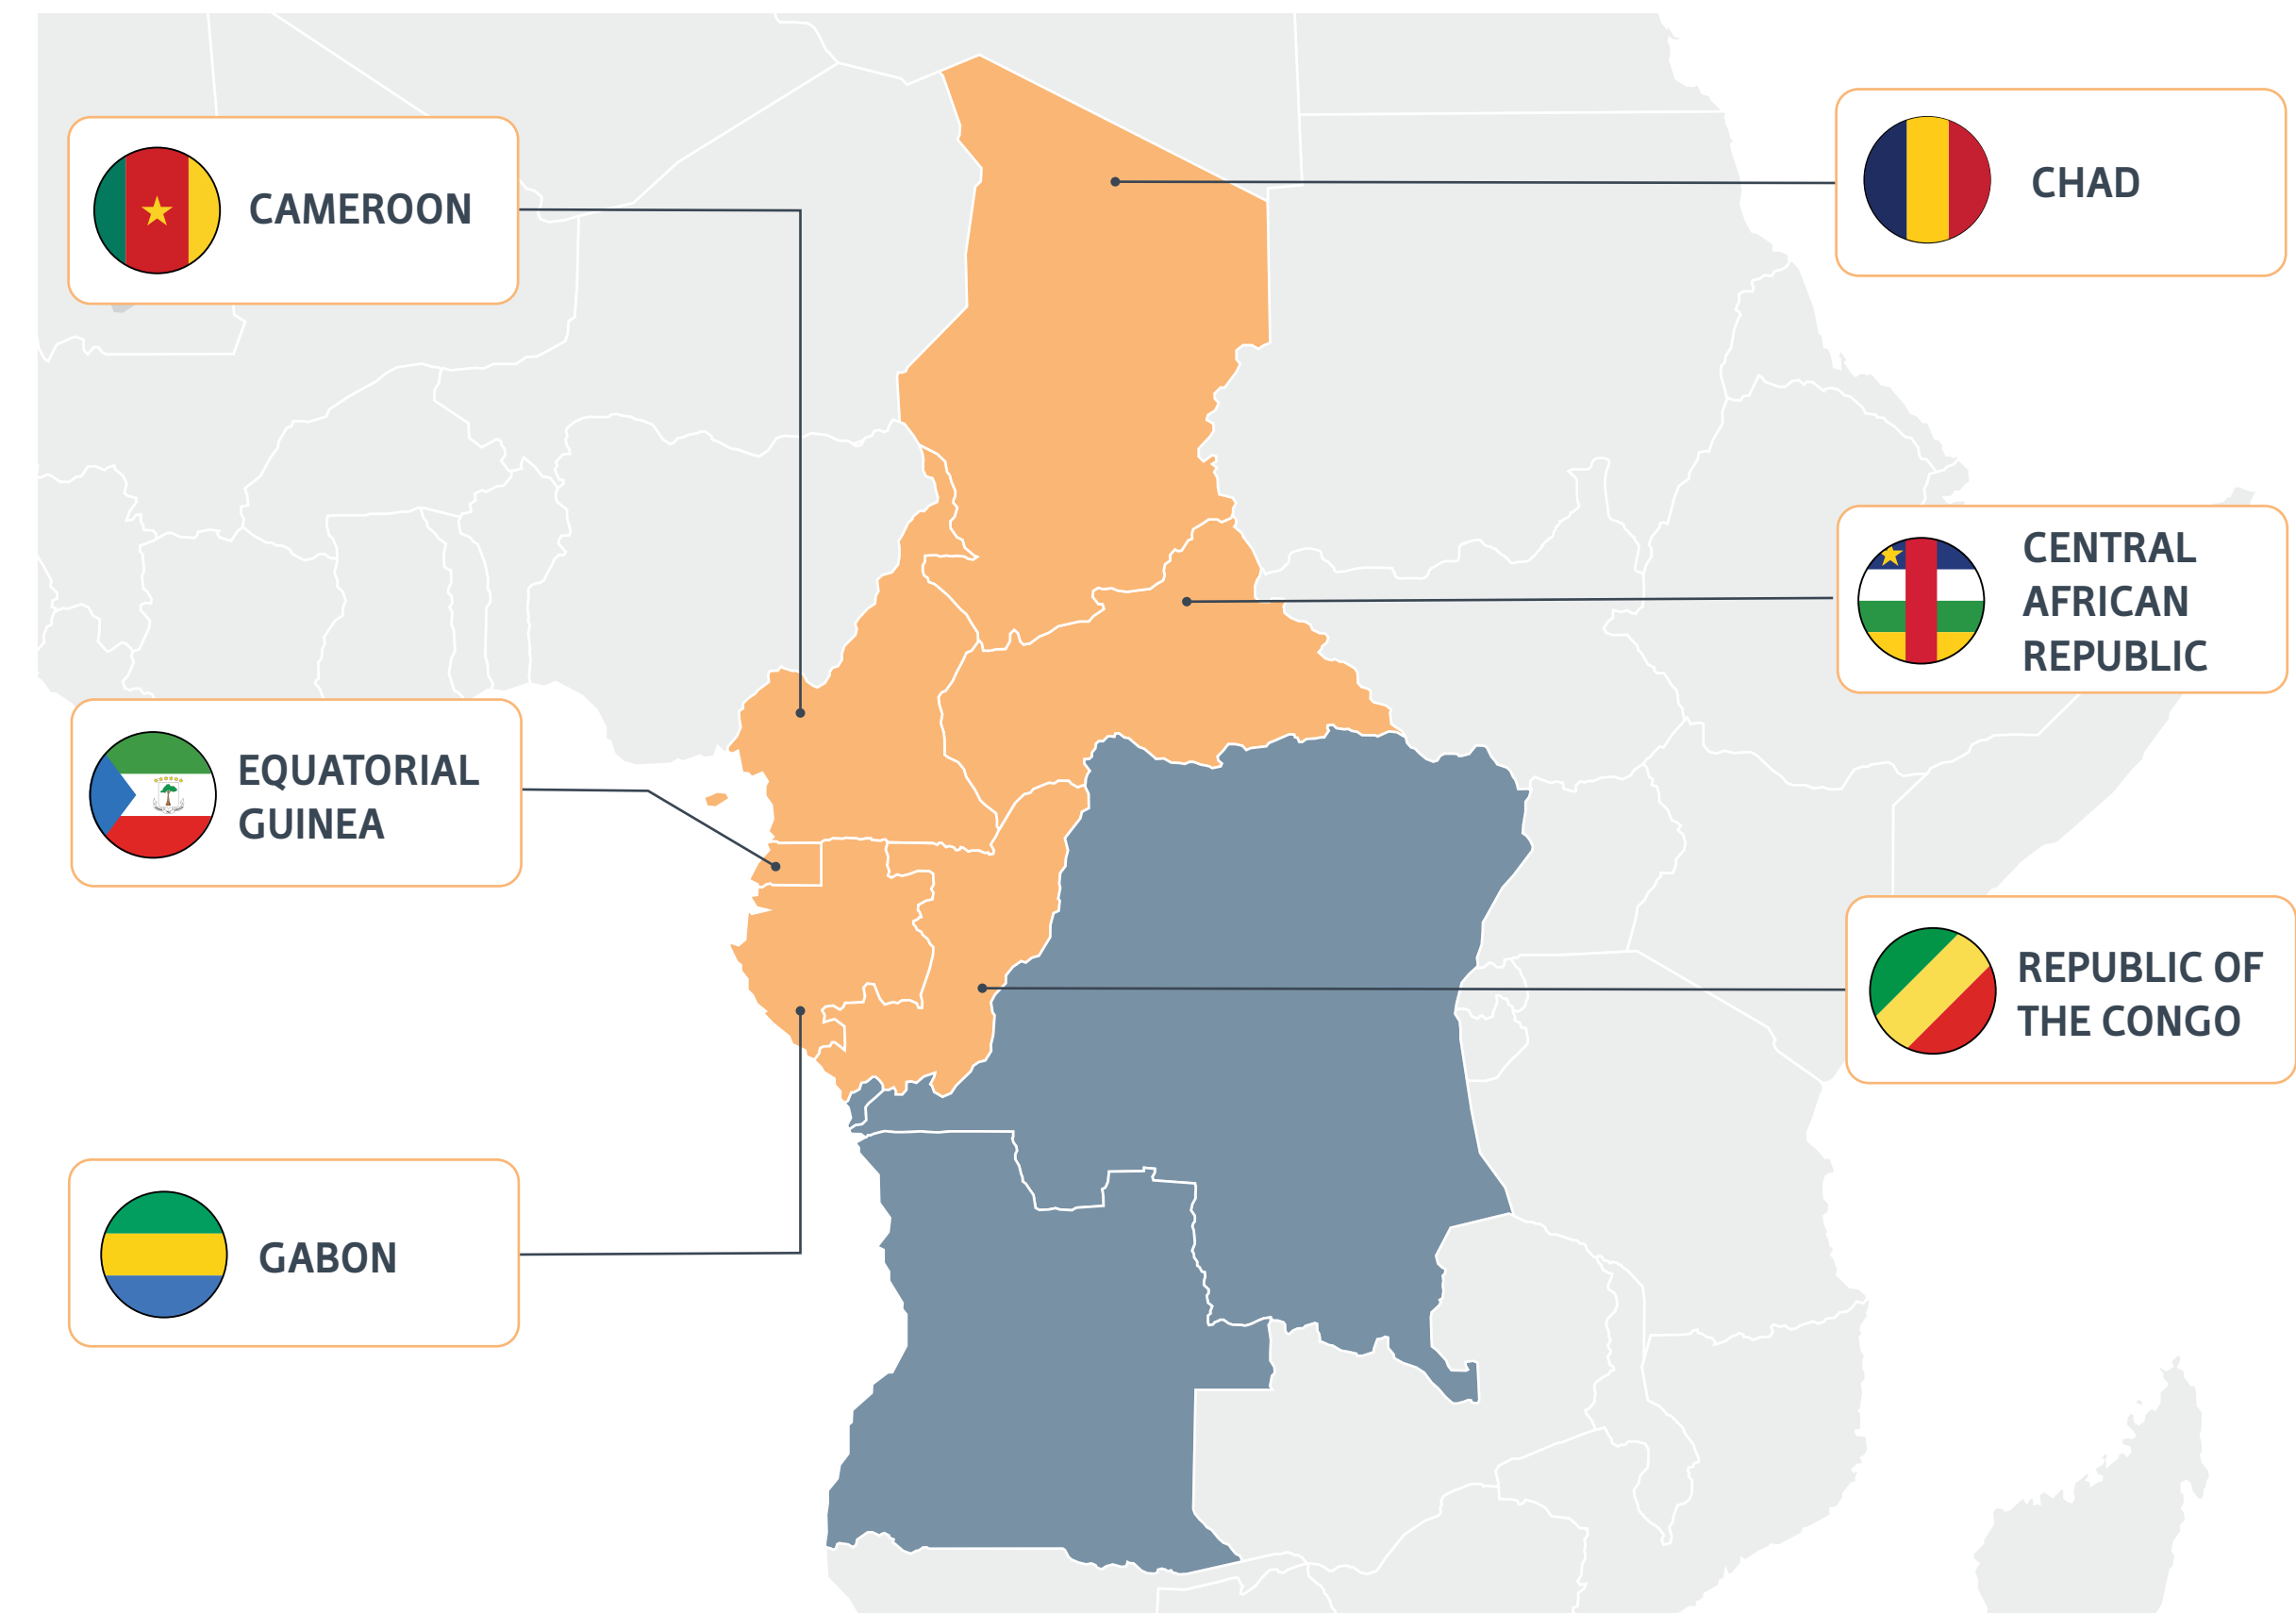 CAMEROON
CHAD
CENTRAL
AFRICAN
REPUBLIC
EQUATORIAL
GUINEA
REPUBLIC OF
THE CONGO
GABON